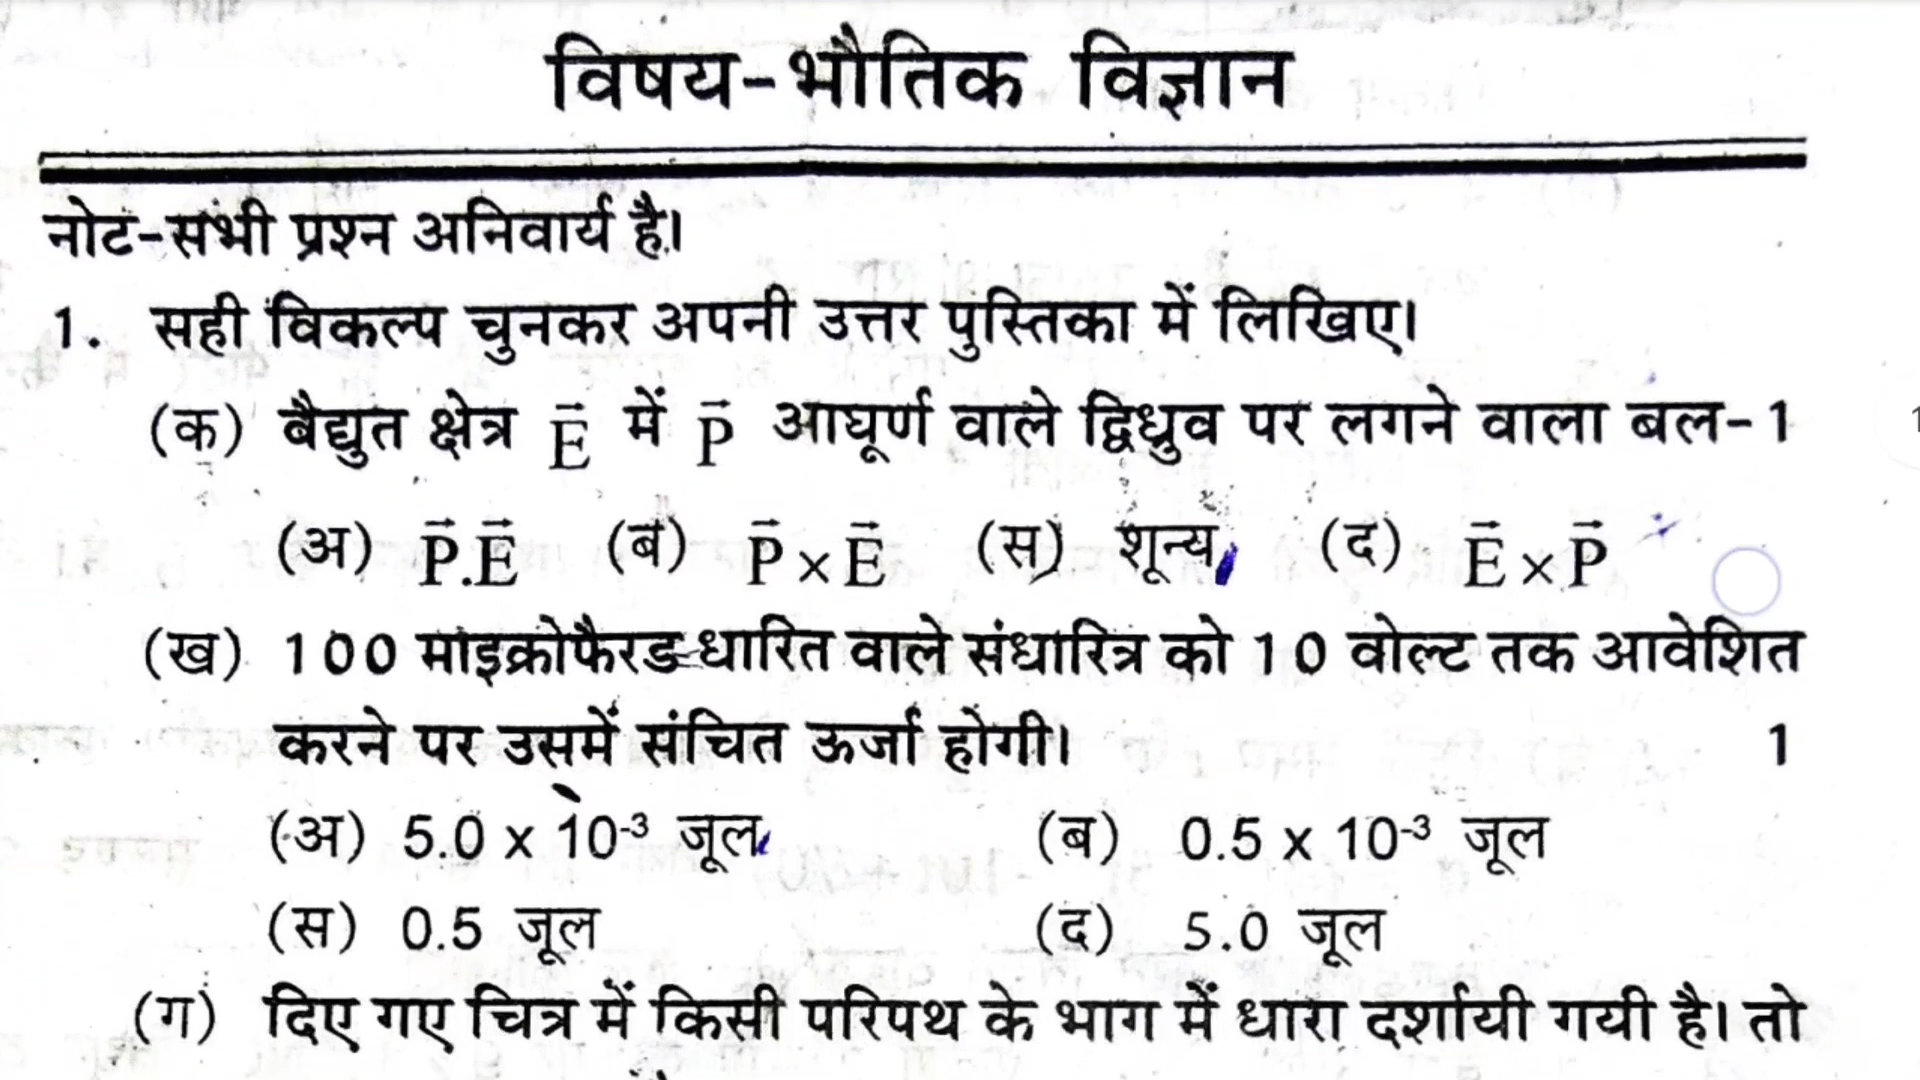 विषय-भौतिक विज्ञान
नोट-सभी प्रश्न अनिवार्य है।
1. सही विकल्प चुनकर अपनी उत्तर पुस्तिका में लिखिए।
(क) बैद्युत क्षेत्र E⃗ में P⃗ आघूर्ण वाले द्विध्रुव पर लगने वाला बल-1
(अ) P⃗.E⃗ (ब) P⃗×E⃗ (स) शून्य (द) E⃗×P⃗
(ख) 100 माइक्रोफैरड धारित वाले संधारित्र को 10 वोल्ट तक आवेशित
करने पर उसमें संचित ऊर्जा होगी। 1
(अ) 5.0 x 10⁻³ जूल (ब) 0.5 x 10⁻³ जूल
(स) 0.5 जूल (द) 5.0 जूल
(ग) दिए गए चित्र में किसी परिपथ के भाग में धारा दर्शायी गयी है। तो